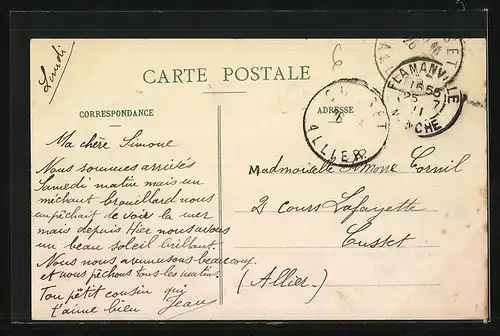 Lundi
CARTE POSTALE
CORRESPONDANCE
ADRESSE
FLAMANVILLE
MANCHE
CUSSET
ALLIER
Ma chère Simone
Nous sommes arrivés
Samedi matin mais un
méchant brouillard nous
empêchait de voir la mer
mais depuis Hier nous avons
un beau soleil brillant.
Nous nous amusons beaucoup
et nous pêchons tous les matins.
Ton petit cousin qui
t'aime bien Jean
Mademoiselle Simone Cornil
2 cours Lafayette
Cusset
(Allier.)